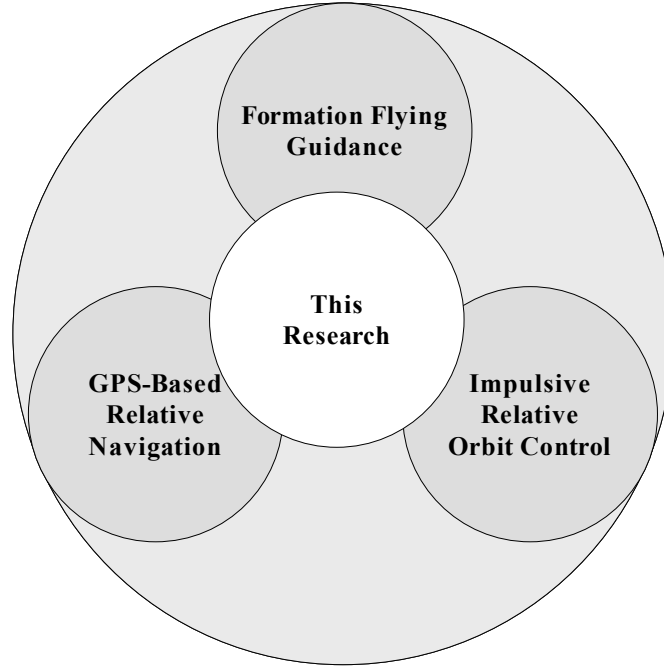 Formation Flying
Guidance
This
Research
GPS-Based
Relative
Navigation
Impulsive
Relative
Orbit Control